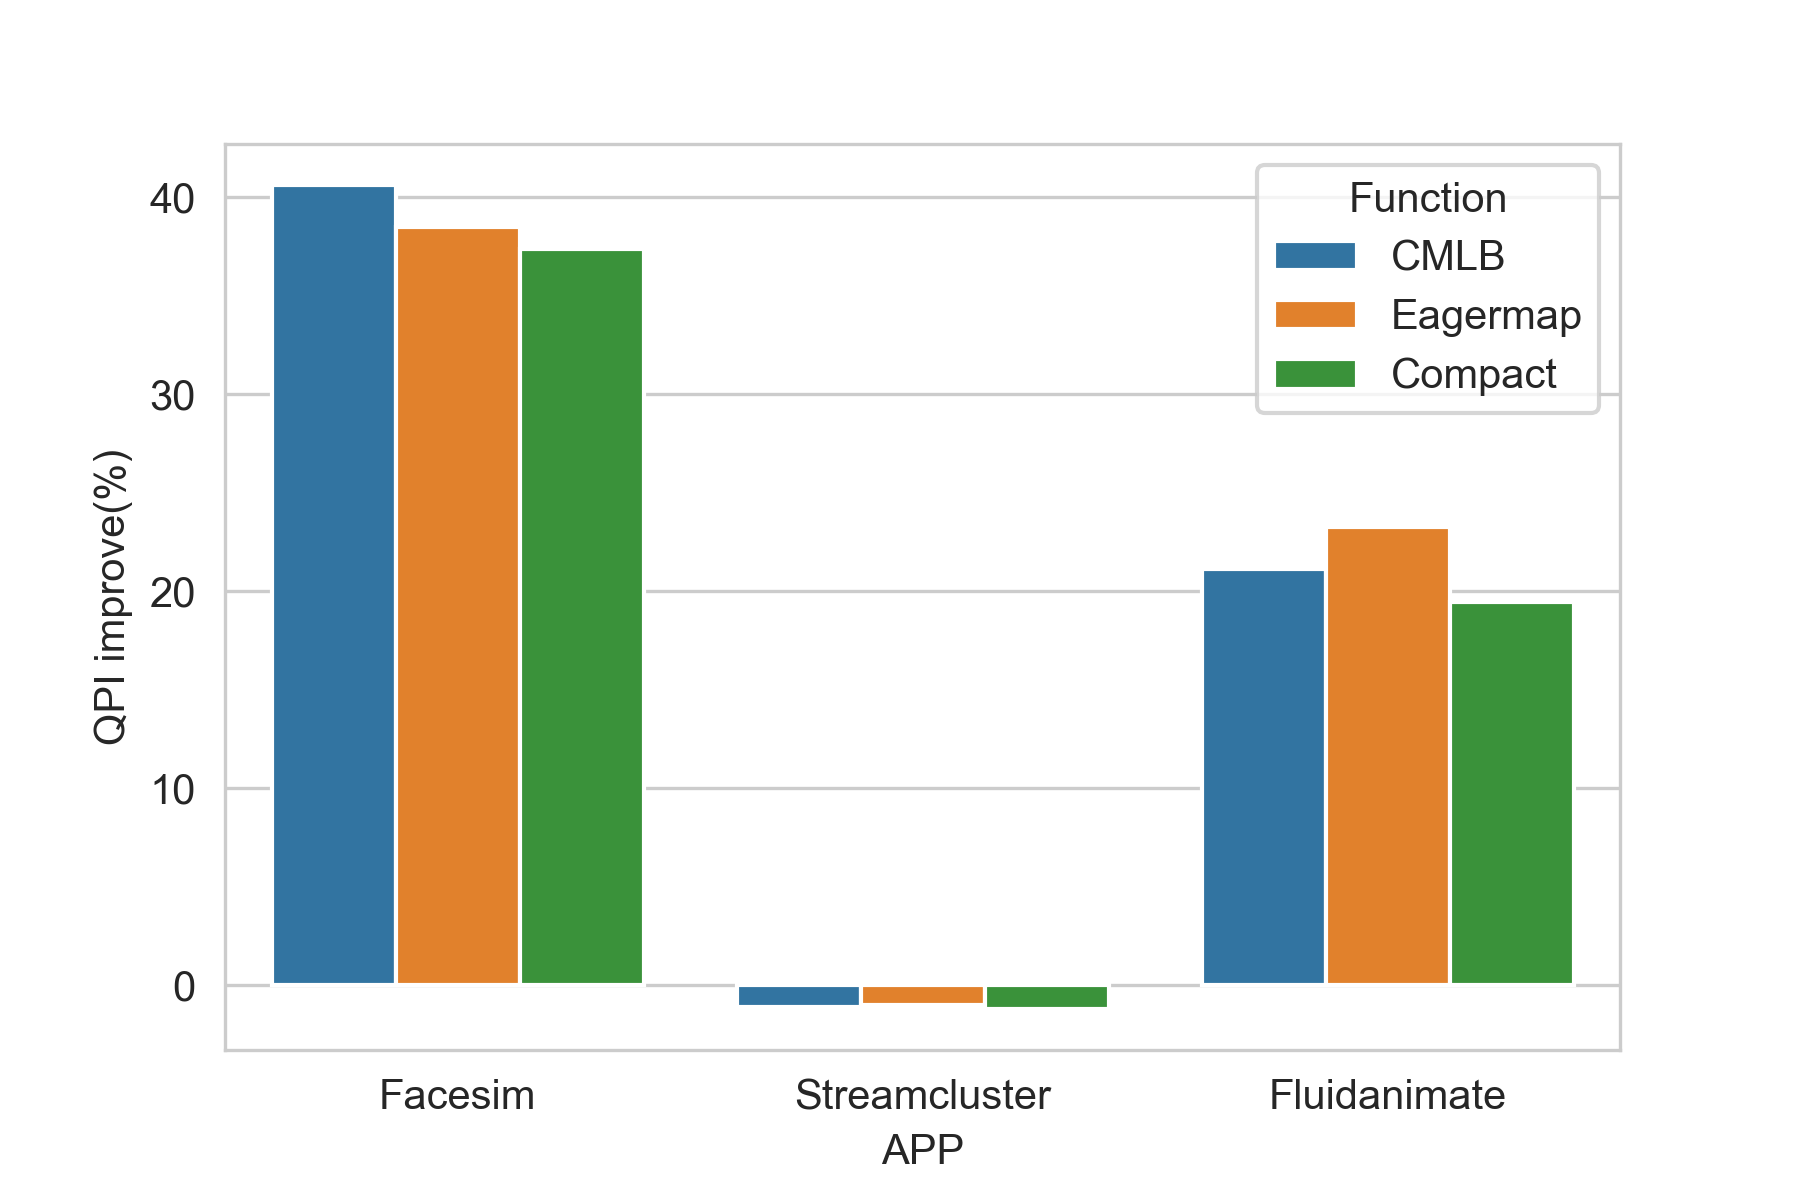 Function
CMLB
Eagermap
Compact
40
30
20
10
0
QPI improve(%)
Facesim Streamcluster Fluidanimate
APP